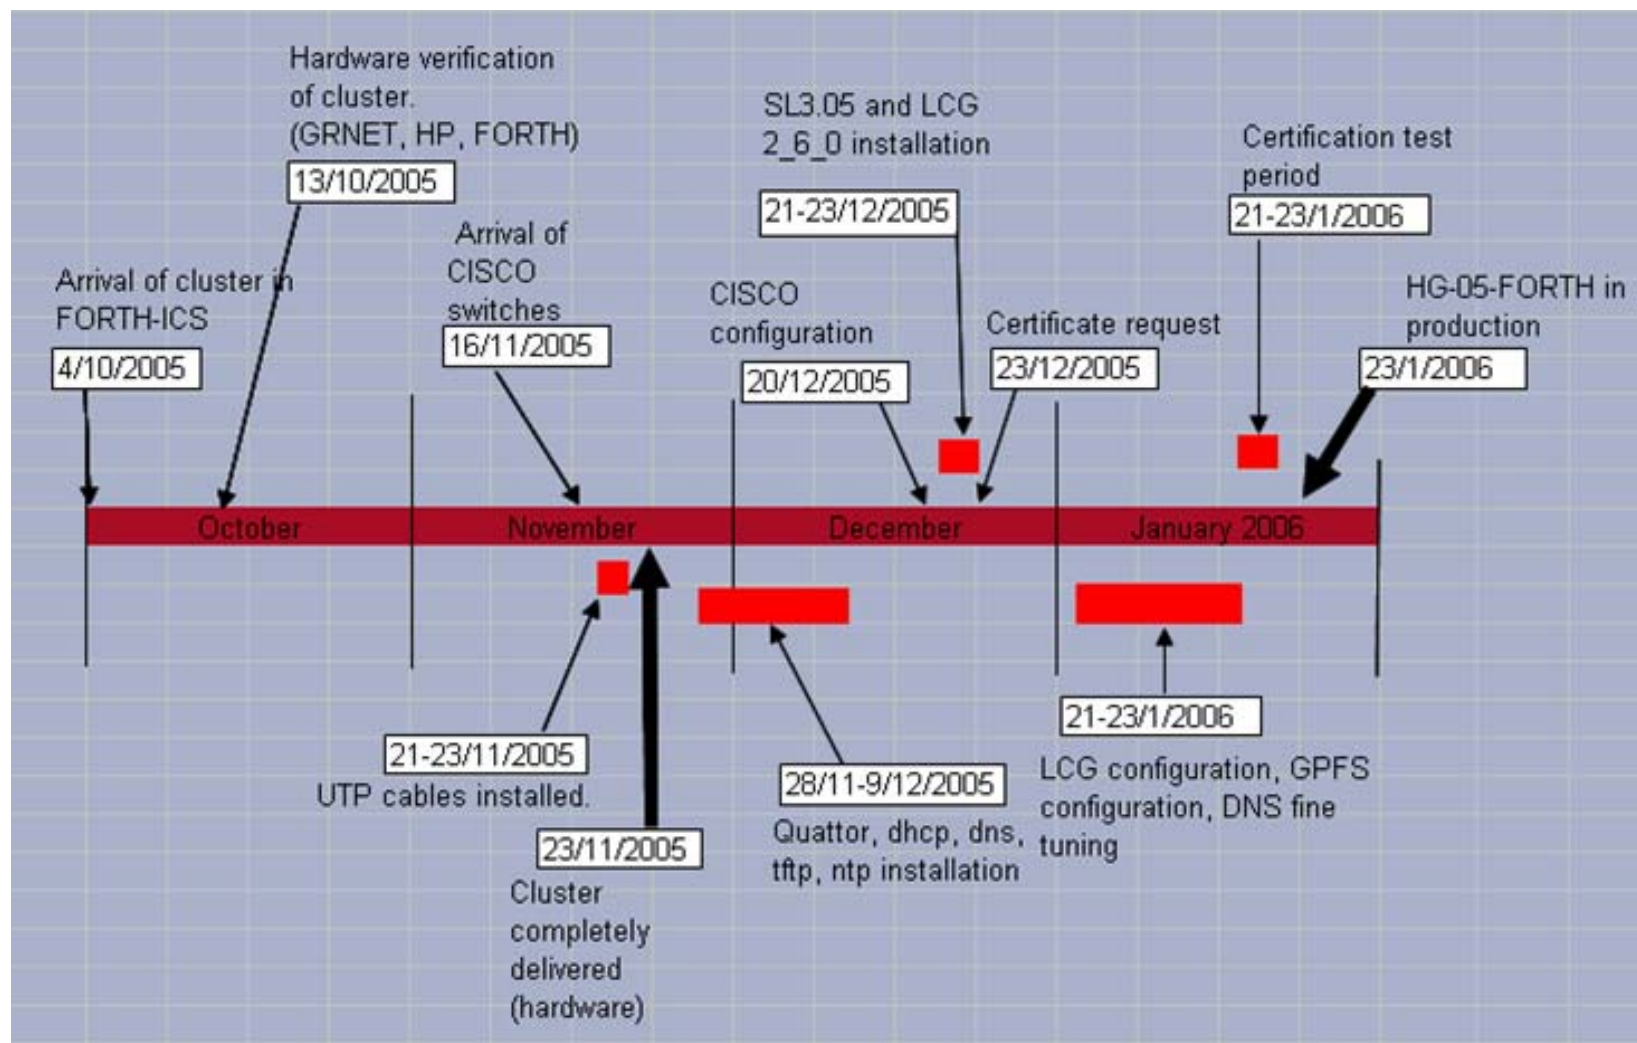 Hardware verification
of cluster.
(GRNET, HP, FORTH)
13/10/2005
Arrival of cluster in
FORTH-ICS
4/10/2005
Arrival of
CISCO
switches
16/11/2005
SL3.05 and LCG
2_6_0 installation
21-23/12/2005
CISCO
configuration
20/12/2005
Certificate request
23/12/2005
Certification test
period
21-23/1/2006
HG-05-FORTH in
production
23/1/2006
October
November
December
January 2006
21-23/11/2005
UTP cables installed.
23/11/2005
Cluster
completely
delivered
(hardware)
28/11-9/12/2005
Quattor, dhcp, dns,
tftp, ntp installation
21-23/1/2006
LCG configuration, GPFS
configuration, DNS fine
tuning